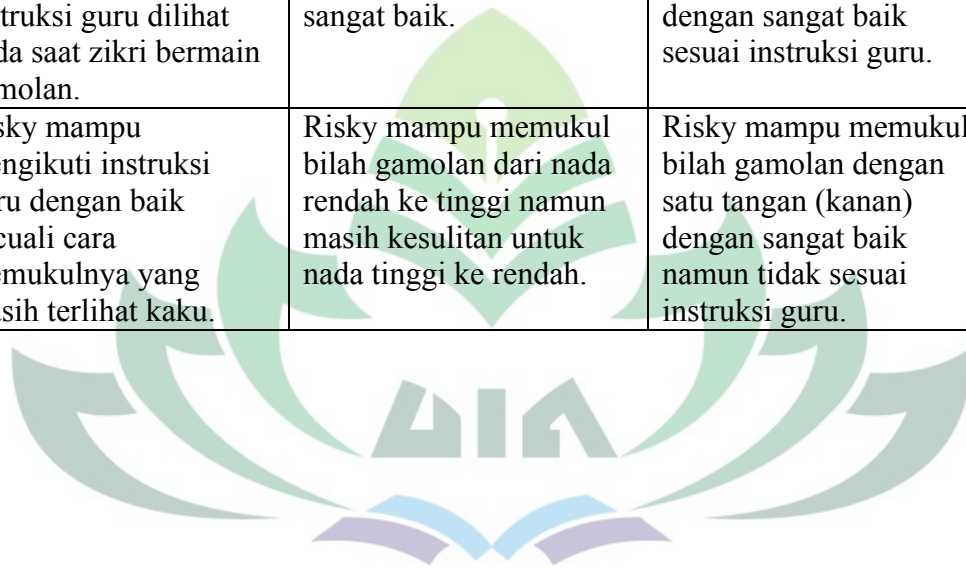 truksi guru dilihat
da saat zikri bermain
molan.
sangat baik.
dengan sangat baik
sesuai instruksi guru.
sky mampu
engikuti instruksi
ru dengan baik
cuali cara
emukulnya yang
asih terlihat kaku.
Risky mampu memukul
bilah gamolan dari nada
rendah ke tinggi namun
masih kesulitan untuk
nada tinggi ke rendah.
Risky mampu memukul
bilah gamolan dengan
satu tangan (kanan)
dengan sangat baik
namun tidak sesuai
instruksi guru.
UIN